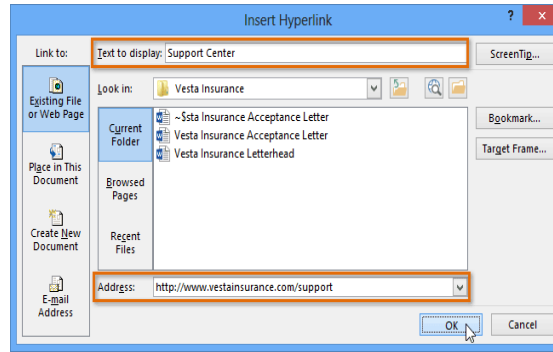 Insert Hyperlink
? x
Link to:
Text to display: Support Center
ScreenTip...
Existing File
or Web Page
Look in: Vesta Insurance
Current
Folder
~$sta Insurance Acceptance Letter
Vesta Insurance Acceptance Letter
Vesta Insurance Letterhead
Bookmark...
Target Frame...
Place in This
Document
Browsed
Pages
Create New
Document
Recent
Files
E-mail
Address
Address: http://www.vestainsurance.com/support
OK
Cancel